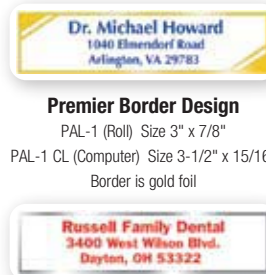 Dr. Michael Howard
1040 Elmendorf Road
Arlington, VA 29783
Premier Border Design
PAL-1 (Roll) Size 3" x 7/8"
PAL-1 CL (Computer) Size 3-1/2" x 15/16
Border is gold foil
Russell Family Dental
3400 West Wilson Blvd.
Dayton, OH 53322